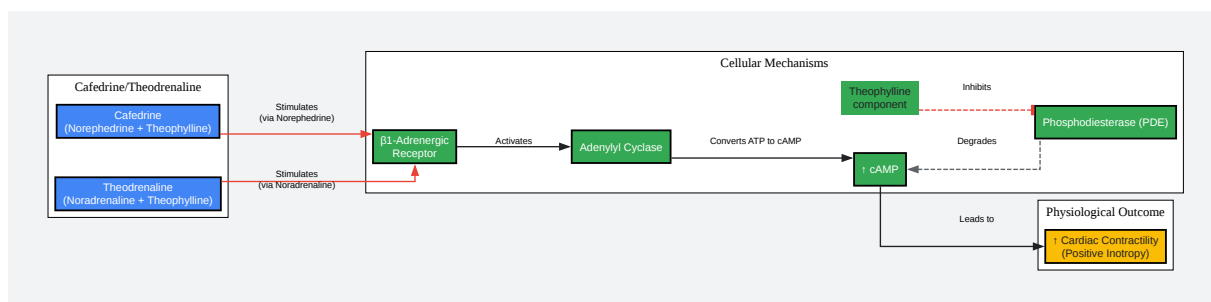 Cafedrine/Theodrenaline
Cafedrine
(Norephedrine + Theophylline)
Theodrenaline
(Noradrenaline + Theophylline)
Stimulates
(via Norephedrine)
Stimulates
(via Noradrenaline)
Cellular Mechanisms
β1-Adrenergic
Receptor
Activates
Adenylyl Cyclase
Converts ATP to cAMP
Theophylline
component
Inhibits
Phosphodiesterase (PDE)
Degrades
↑ cAMP
Leads to
Physiological Outcome
↑ Cardiac Contractility
(Positive Inotropy)